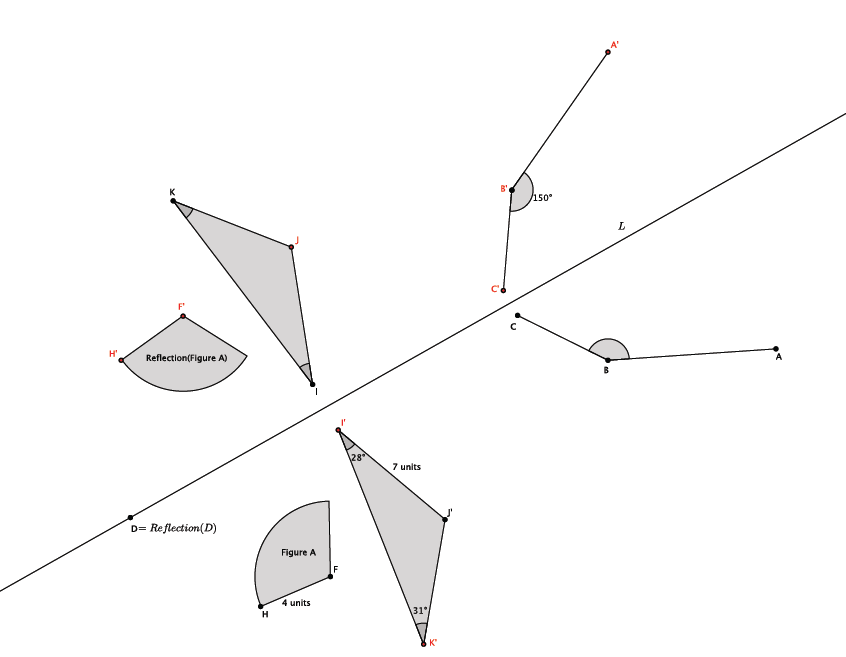 A'
K
B'
150°
L
J
C'
F'
C
H'
Reflection(Figure A)
A
B
I
I'
28°
7 units
J'
D= Reflection(D)
Figure A
F
4 units
H
31°
K'